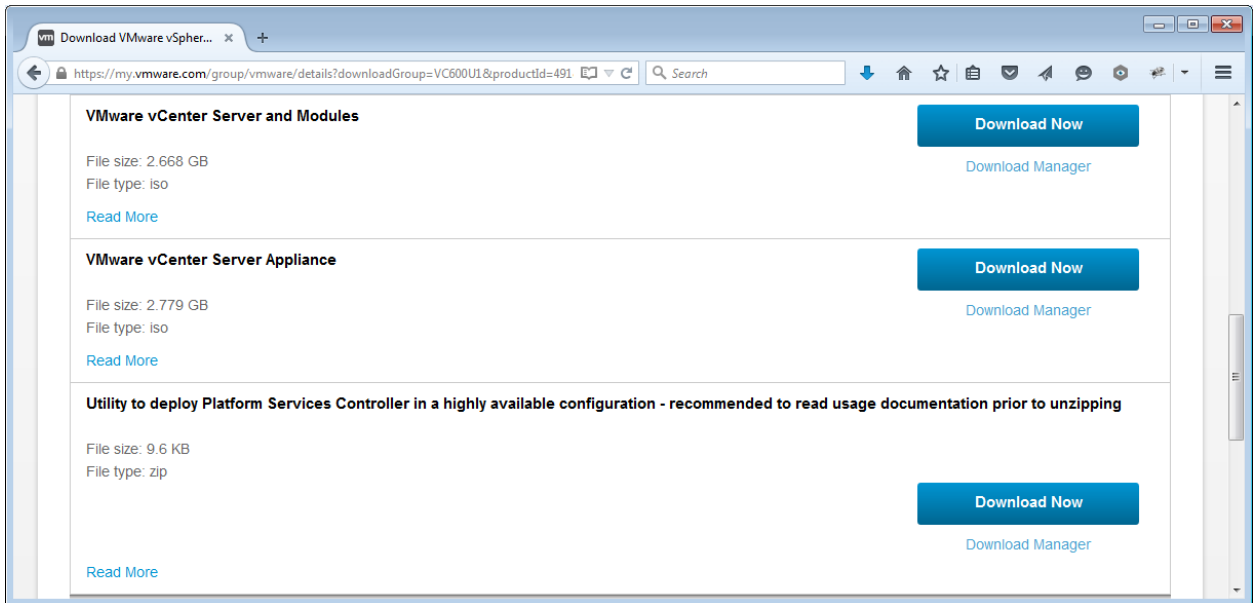 Download VMware vSpher...
https://my.vmware.com/group/vmware/details?downloadGroup=VC600U1&productId=491
Search
VMware vCenter Server and Modules
Download Now
File size: 2.668 GB
Download Manager
File type: iso
Read More
VMware vCenter Server Appliance
Download Now
File size: 2.779 GB
Download Manager
File type: iso
Read More
Utility to deploy Platform Services Controller in a highly available configuration - recommended to read usage documentation prior to unzipping
File size: 9.6 KB
File type: zip
Download Now
Download Manager
Read More